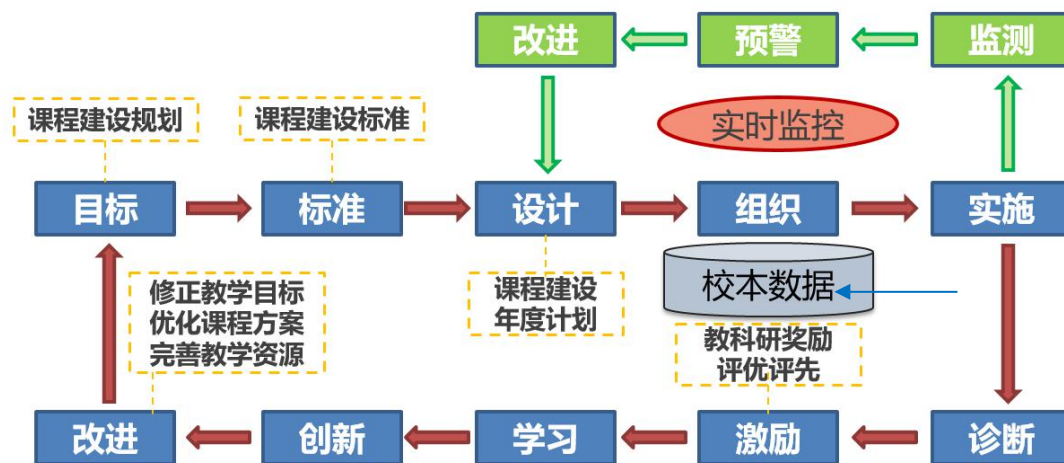 改进
预警
监测
课程建设规划
课程建设标准
实时监控
目标
标准
设计
组织
实施
修正教学目标
优化课程方案
完善教学资源
课程建设
年度计划
校本数据
教科研奖励
评优评先
改进
创新
学习
激励
诊断